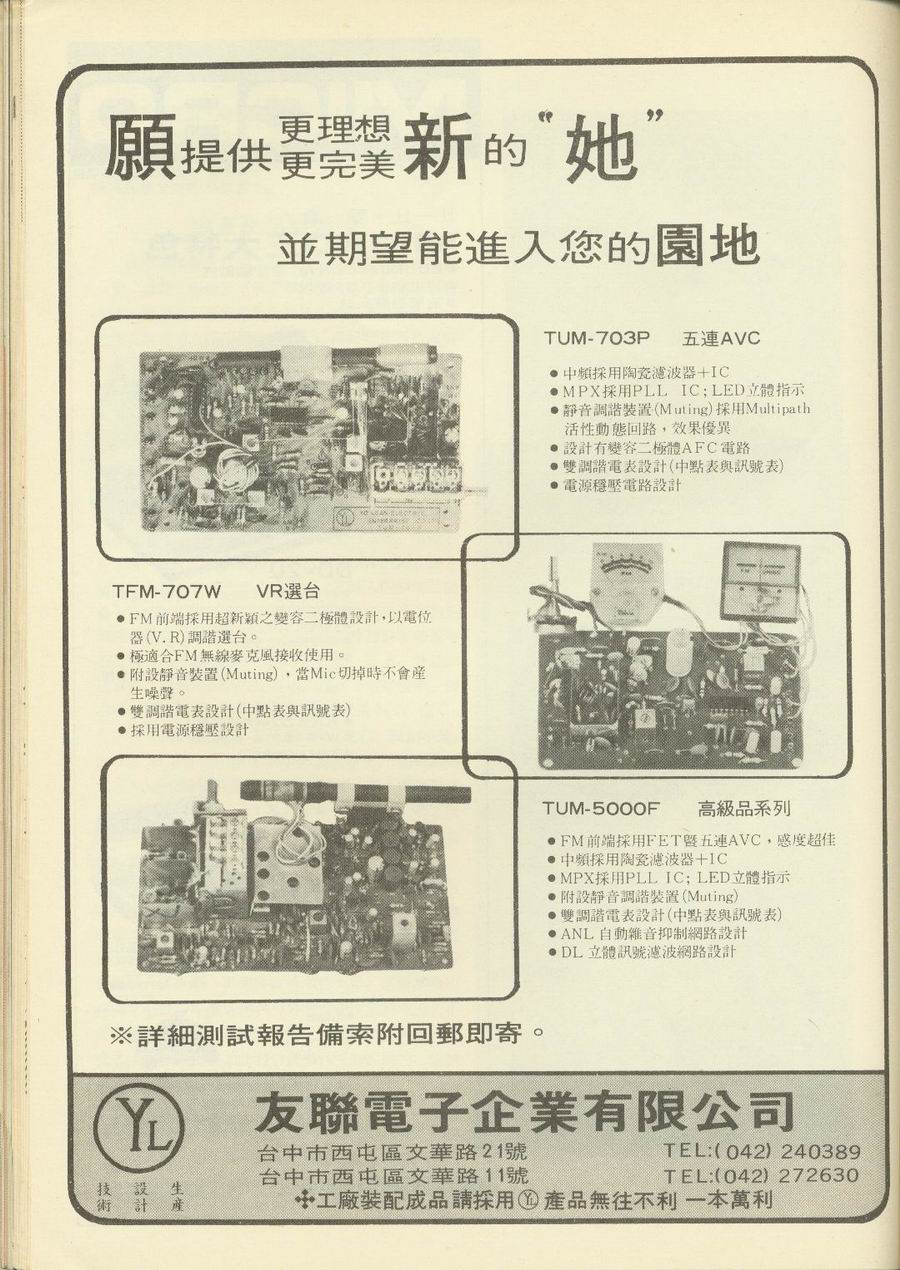 願提供更理想更完美新的“她”
並期望能進入您的園地
TUM-703P 五連AVC
●中頻採用陶瓷濾波器+IC
●MPX採用PLL IC;LED立體指示
●靜音調諧裝置(Muting)採用Multipath
活性動態回路,效果優異
●設計有變容二極體AFC電路
●雙調諧電表設計(中點表與訊號表)
●電源穩壓電路設計
TFM-707W VR選台
●FM前端採用超新穎之變容二極體設計,以電位
器(V.R)調諧選台。
●極適合FM無線麥克風接收使用。
●附設靜音裝置(Muting),當Mic切掉時不會產
生噪聲。
●雙調諧電表設計(中點表與訊號表)
●採用電源穩壓設計
TUM-5000F 高級品系列
●FM前端採用FET暨五連AVC,感度超佳
●中頻採用陶瓷濾波器+IC
●MPX採用PLL IC;LED立體指示
●附設靜音調諧裝置(Muting)
●雙調諧電表設計(中點表與訊號表)
●ANL自動雜音抑制網路設計
●DL立體訊號濾波網路設計
※詳細測試報告備索附回郵即寄。
YL
技術 設計 生產
友聯電子企業有限公司
台中市西屯區文華路21號 TEL:(042)240389
台中市西屯區文華路11號 TEL:(042)272630
✣工廠裝配成品請採用YL產品無往不利 一本萬利